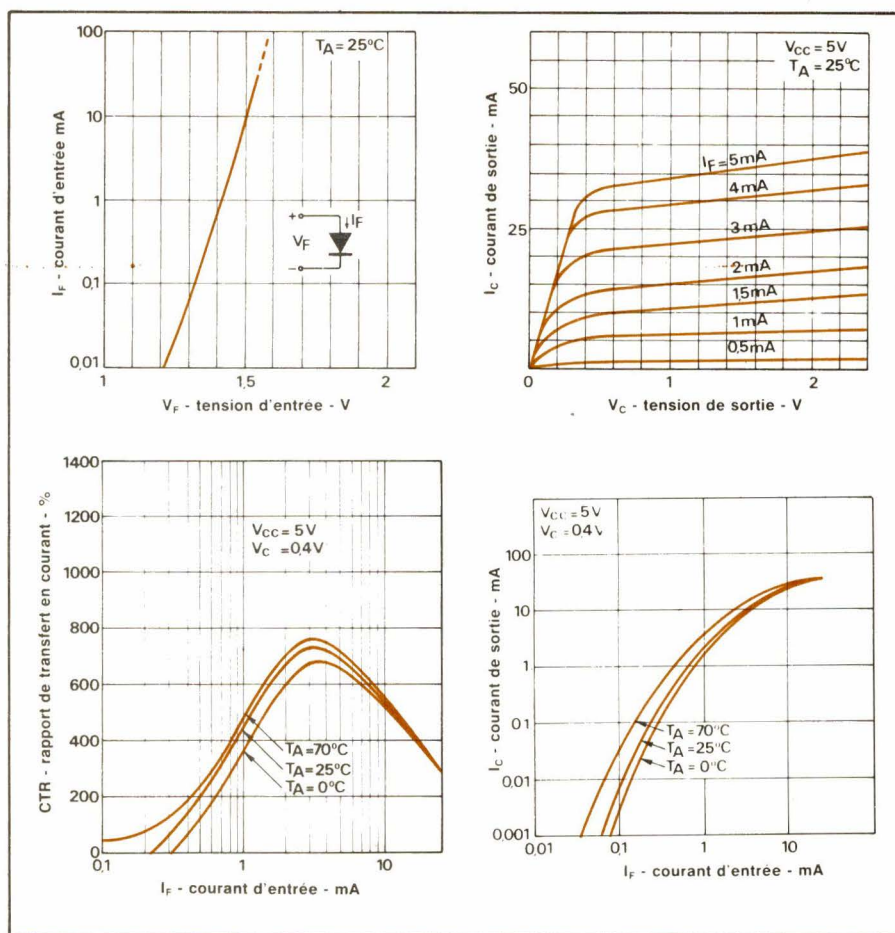 100
10
1
0,1
0,01
I_F - courant d'entrée mA
T_A = 25°C
+
V_F
I_F
-
1
1,5
2
V_F - tension d'entrée - V
50
25
I_C - courant de sortie - mA
V_CC = 5V
T_A = 25°C
I_F = 5mA
4mA
3mA
2mA
1,5mA
1mA
0,5mA
0
1
2
V_C - tension de sortie - V
1400
1200
1000
800
600
400
200
0
CTR - rapport de transfert en courant - %
V_CC = 5V
V_C = 0,4V
T_A = 70°C
T_A = 25°C
T_A = 0°C
0,1
1
10
I_F - courant d'entrée - mA
V_CC = 5V
V_C = 0,4V
100
10
1
0,1
0,01
0,001
I_C - courant de sortie - mA
T_A = 70°C
T_A = 25°C
T_A = 0°C
0,01
0,1
1
10
I_F - courant d'entrée - mA